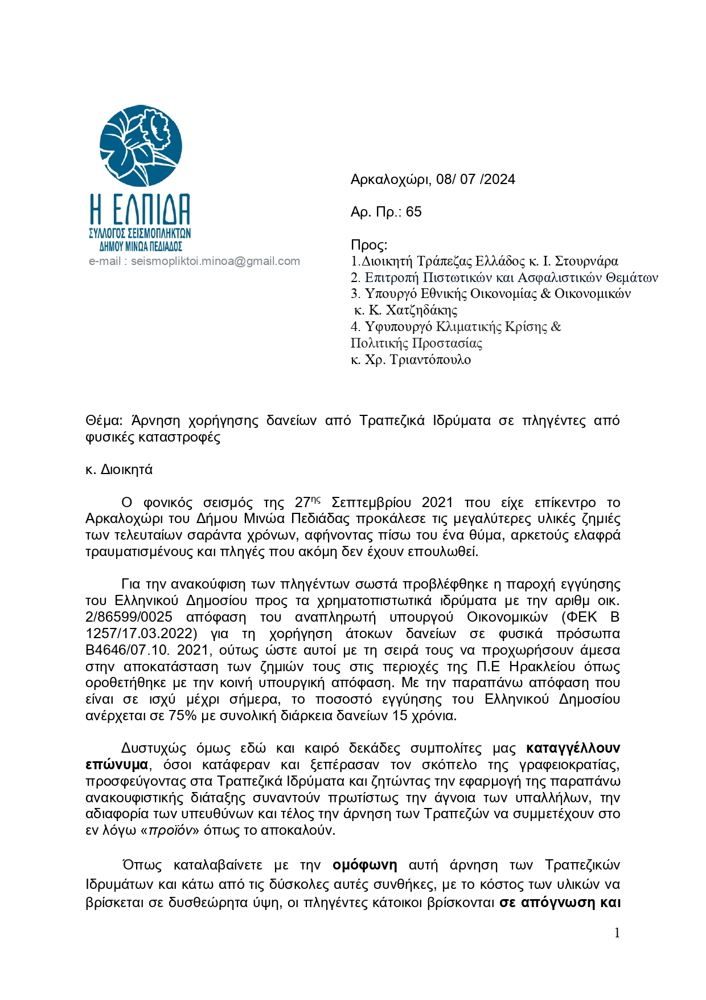 Η ΕΛΠΙΔΑ
ΣΥΛΛΟΓΟΣ ΣΕΙΣΜΟΠΛΗΚΤΩΝ
ΔΗΜΟΥ ΜΙΝΩΑ ΠΕΔΙΑΔΟΣ
e-mail : seismopliktoi.minoa@gmail.com
Αρκαλοχώρι, 08/ 07 /2024
Αρ. Πρ.: 65
Προς:
1.Διοικητή Τράπεζας Ελλάδος κ. Ι. Στουρνάρα
2. Επιτροπή Πιστωτικών και Ασφαλιστικών Θεμάτων
3. Υπουργό Εθνικής Οικονομίας & Οικονομικών
κ. Κ. Χατζηδάκης
4. Υφυπουργό Κλιματικής Κρίσης &
Πολιτικής Προστασίας
κ. Χρ. Τριαντόπουλο
Θέμα: Άρνηση χορήγησης δανείων από Τραπεζικά Ιδρύματα σε πληγέντες από
φυσικές καταστροφές
κ. Διοικητά
Ο φονικός σεισμός της 27ης Σεπτεμβρίου 2021 που είχε επίκεντρο το
Αρκαλοχώρι του Δήμου Μινώα Πεδιάδας προκάλεσε τις μεγαλύτερες υλικές ζημιές
των τελευταίων σαράντα χρόνων, αφήνοντας πίσω του ένα θύμα, αρκετούς ελαφρά
τραυματισμένους και πληγές που ακόμη δεν έχουν επουλωθεί.
Για την ανακούφιση των πληγέντων σωστά προβλέφθηκε η παροχή εγγύησης
του Ελληνικού Δημοσίου προς τα χρηματοπιστωτικά ιδρύματα με την αριθμ οικ.
2/86599/0025 απόφαση του αναπληρωτή υπουργού Οικονομικών (ΦΕΚ Β
1257/17.03.2022) για τη χορήγηση άτοκων δανείων σε φυσικά πρόσωπα
Β4646/07.10. 2021, ούτως ώστε αυτοί με τη σειρά τους να προχωρήσουν άμεσα
στην αποκατάσταση των ζημιών τους στις περιοχές της Π.Ε Ηρακλείου όπως
οροθετήθηκε με την κοινή υπουργική απόφαση. Με την παραπάνω απόφαση που
είναι σε ισχύ μέχρι σήμερα, το ποσοστό εγγύησης του Ελληνικού Δημοσίου
ανέρχεται σε 75% με συνολική διάρκεια δανείων 15 χρόνια.
Δυστυχώς όμως εδώ και καιρό δεκάδες συμπολίτες μας καταγγέλλουν
επώνυμα, όσοι κατάφεραν και ξεπέρασαν τον σκόπελο της γραφειοκρατίας,
προσφεύγοντας στα Τραπεζικά Ιδρύματα και ζητώντας την εφαρμογή της παραπάνω
ανακουφιστικής διάταξης συναντούν πρωτίστως την άγνοια των υπαλλήλων, την
αδιαφορία των υπευθύνων και τέλος την άρνηση των Τραπεζών να συμμετέχουν στο
εν λόγω «προϊόν» όπως το αποκαλούν.
Όπως καταλαβαίνετε με την ομόφωνη αυτή άρνηση των Τραπεζικών
Ιδρυμάτων και κάτω από τις δύσκολες αυτές συνθήκες, με το κόστος των υλικών να
βρίσκεται σε δυσθεώρητα ύψη, οι πληγέντες κάτοικοι βρίσκονται σε απόγνωση και
1